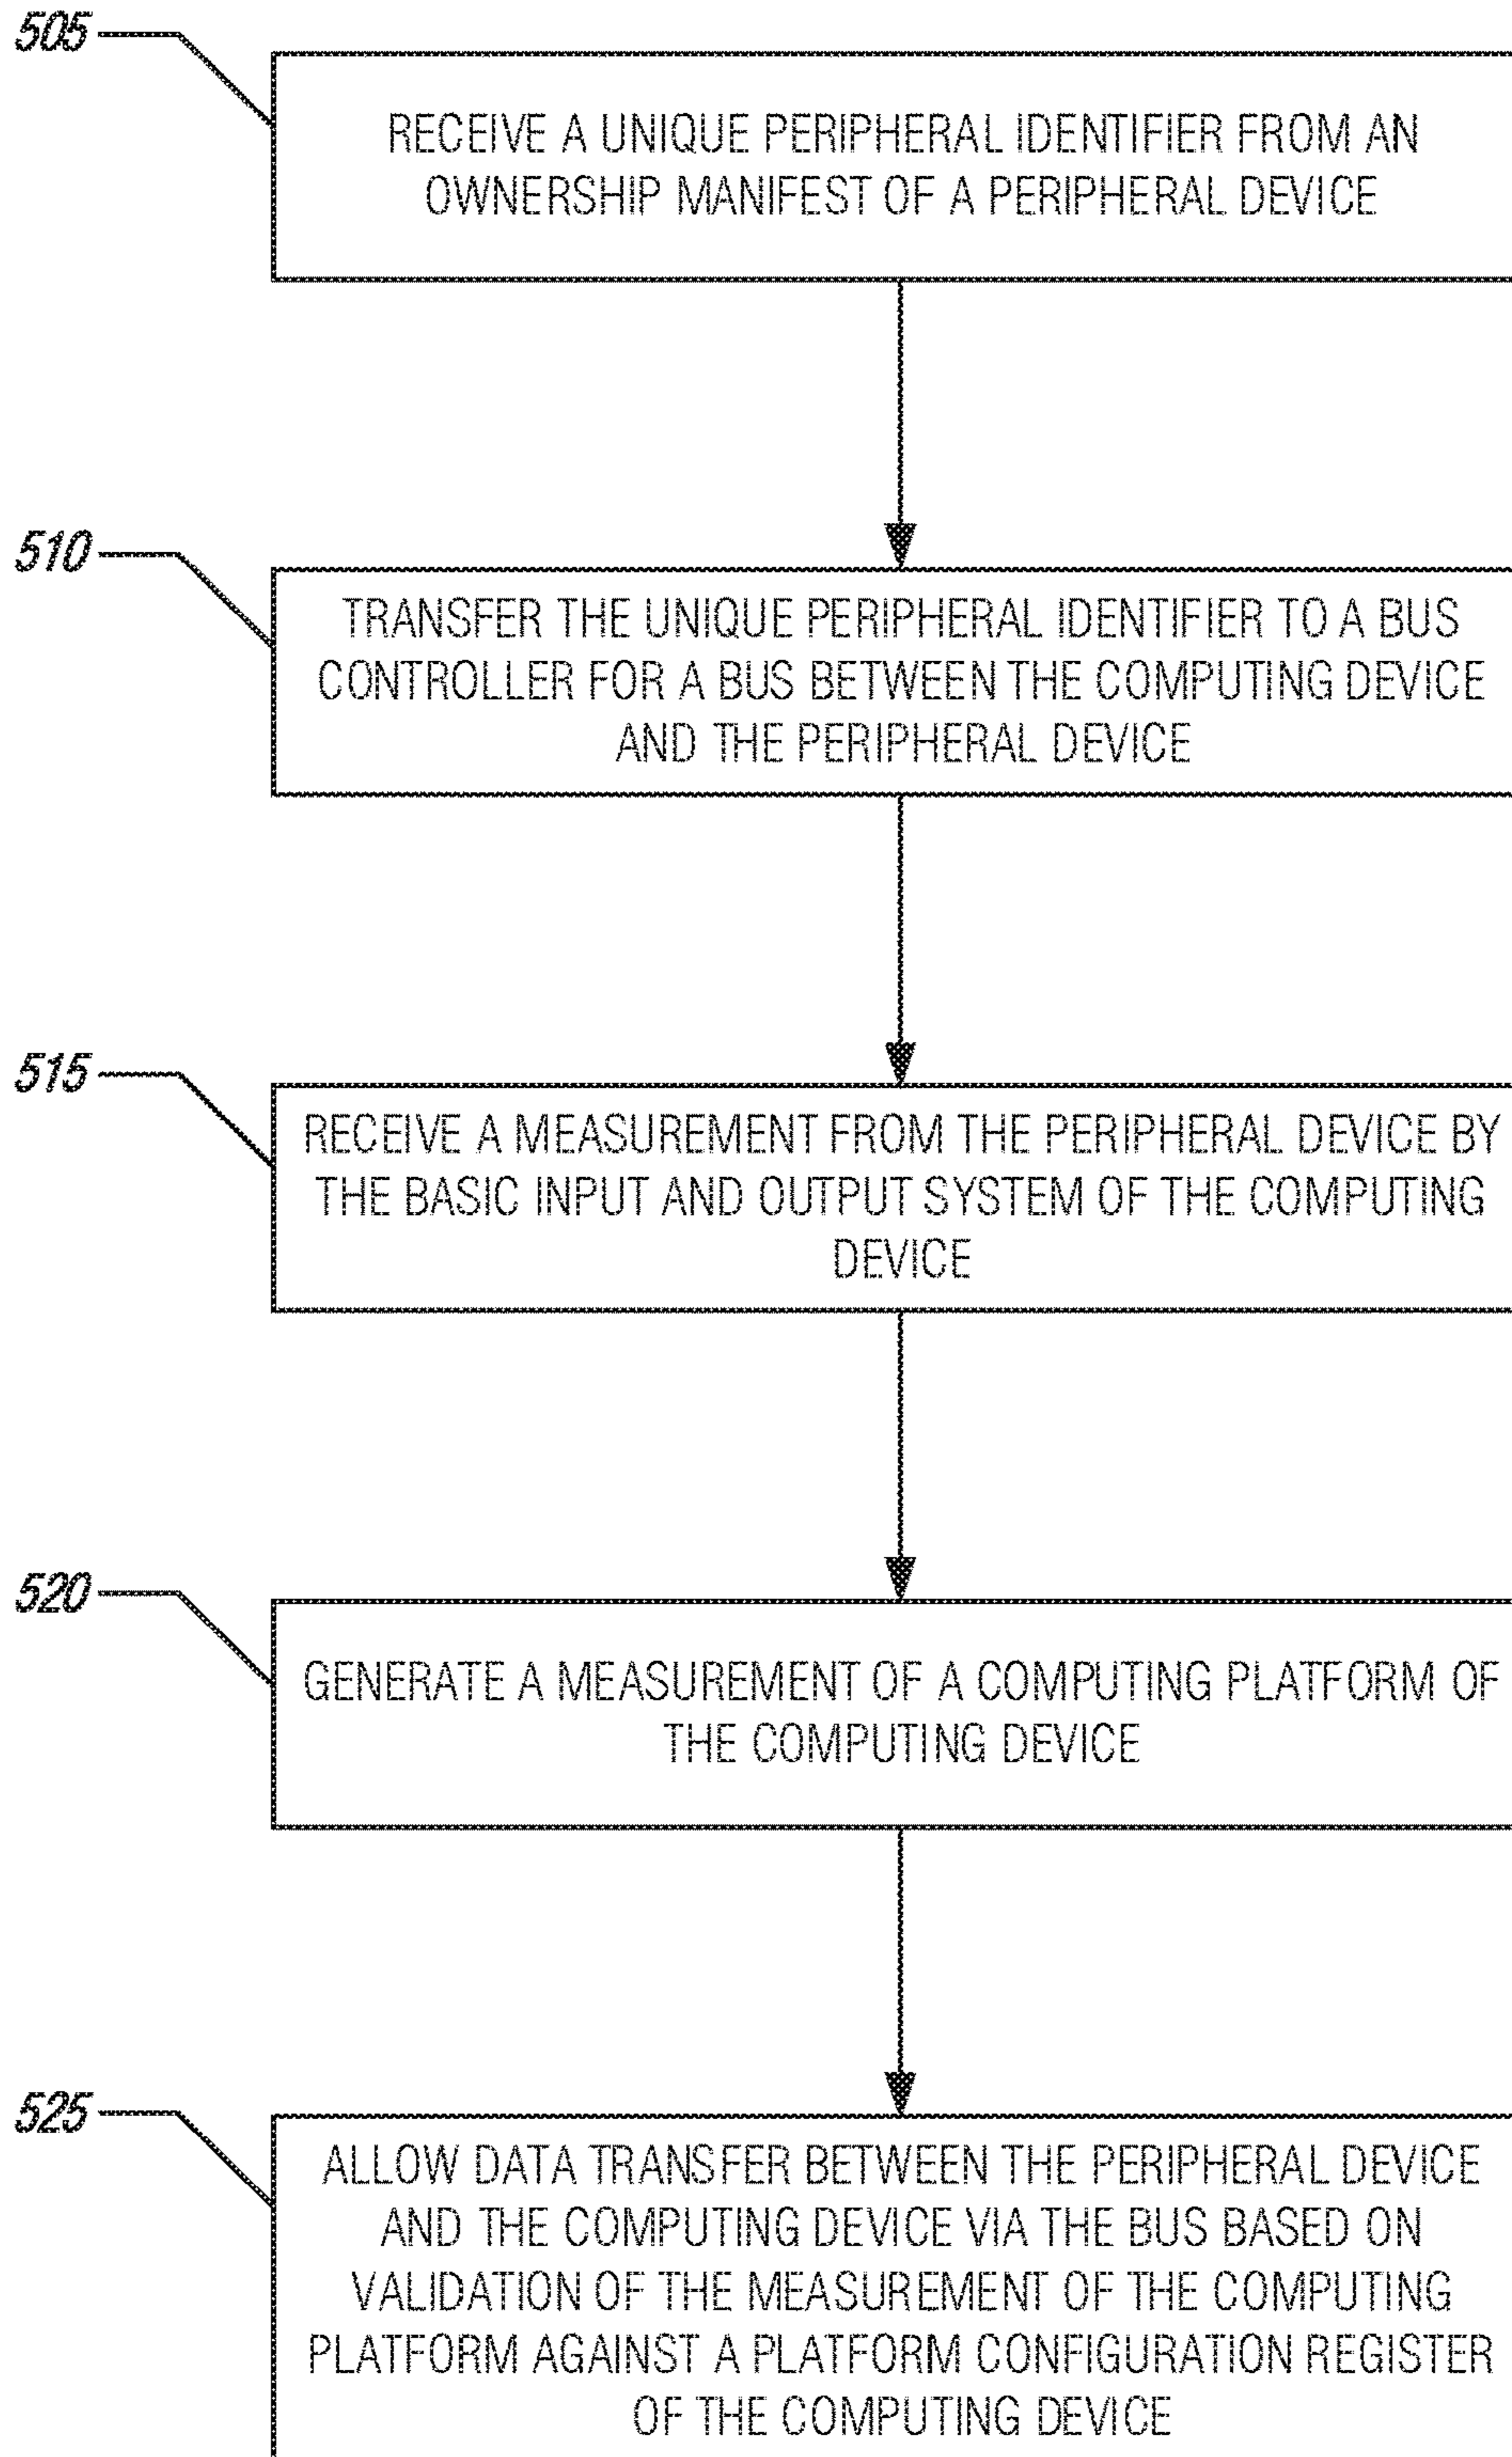 505
RECEIVE A UNIQUE PERIPHERAL IDENTIFIER FROM AN
OWNERSHIP MANIFEST OF A PERIPHERAL DEVICE
510
TRANSFER THE UNIQUE PERIPHERAL IDENTIFIER TO A BUS
CONTROLLER FOR A BUS BETWEEN THE COMPUTING DEVICE
AND THE PERIPHERAL DEVICE
515
RECEIVE A MEASUREMENT FROM THE PERIPHERAL DEVICE BY
THE BASIC INPUT AND OUTPUT SYSTEM OF THE COMPUTING
DEVICE
520
GENERATE A MEASUREMENT OF A COMPUTING PLATFORM OF
THE COMPUTING DEVICE
525
ALLOW DATA TRANSFER BETWEEN THE PERIPHERAL DEVICE
AND THE COMPUTING DEVICE VIA THE BUS BASED ON
VALIDATION OF THE MEASUREMENT OF THE COMPUTING
PLATFORM AGAINST A PLATFORM CONFIGURATION REGISTER
OF THE COMPUTING DEVICE